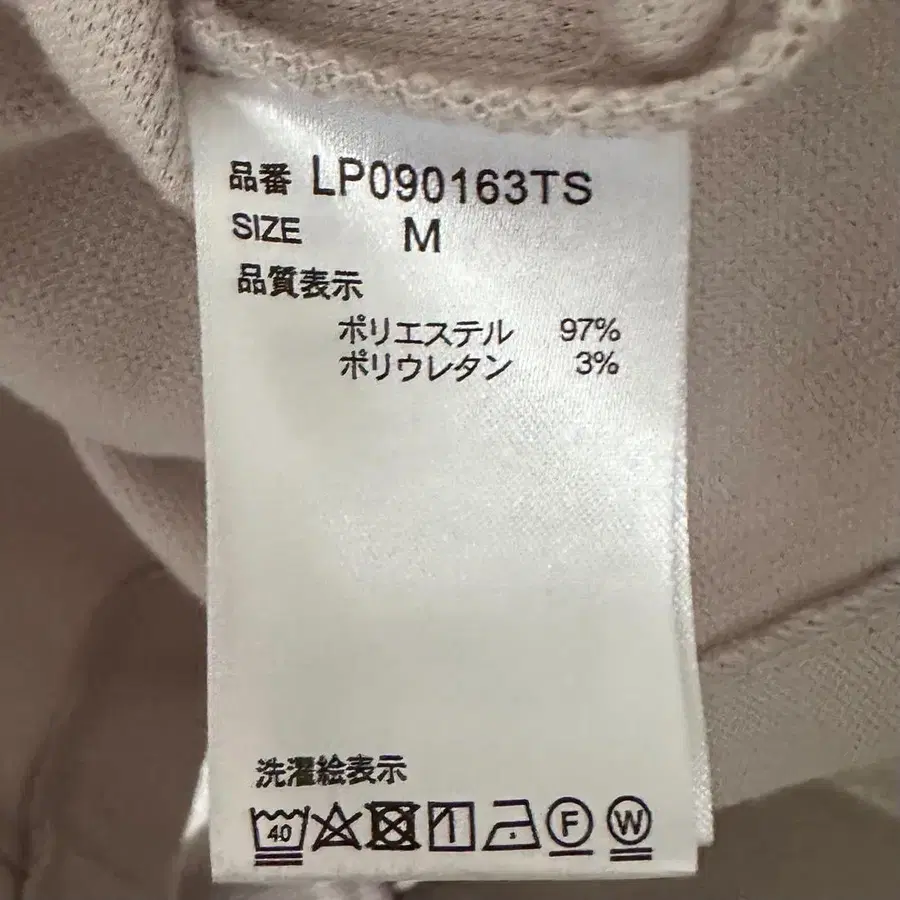 品番 LP090163TS
SIZE M
品質表示
ポリエステル 97%
ポリウレタン 3%
洗濯絵表示
40 F W